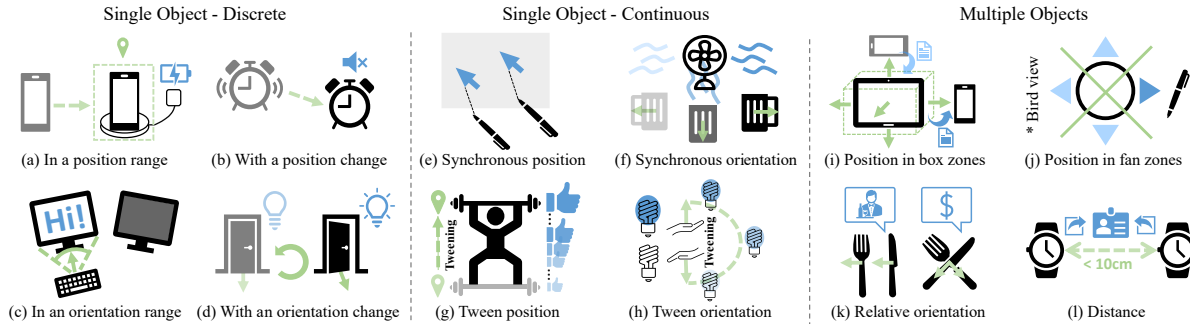 Single Object - Discrete
Single Object - Continuous
Multiple Objects
* Bird view
(a) In a position range
(b) With a position change
(e) Synchronous position
(f) Synchronous orientation
(i) Position in box zones
(j) Position in fan zones
Hi!
Tweening
Tweening
$
< 10cm
(c) In an orientation range
(d) With an orientation change
(g) Tween position
(h) Tween orientation
(k) Relative orientation
(l) Distance